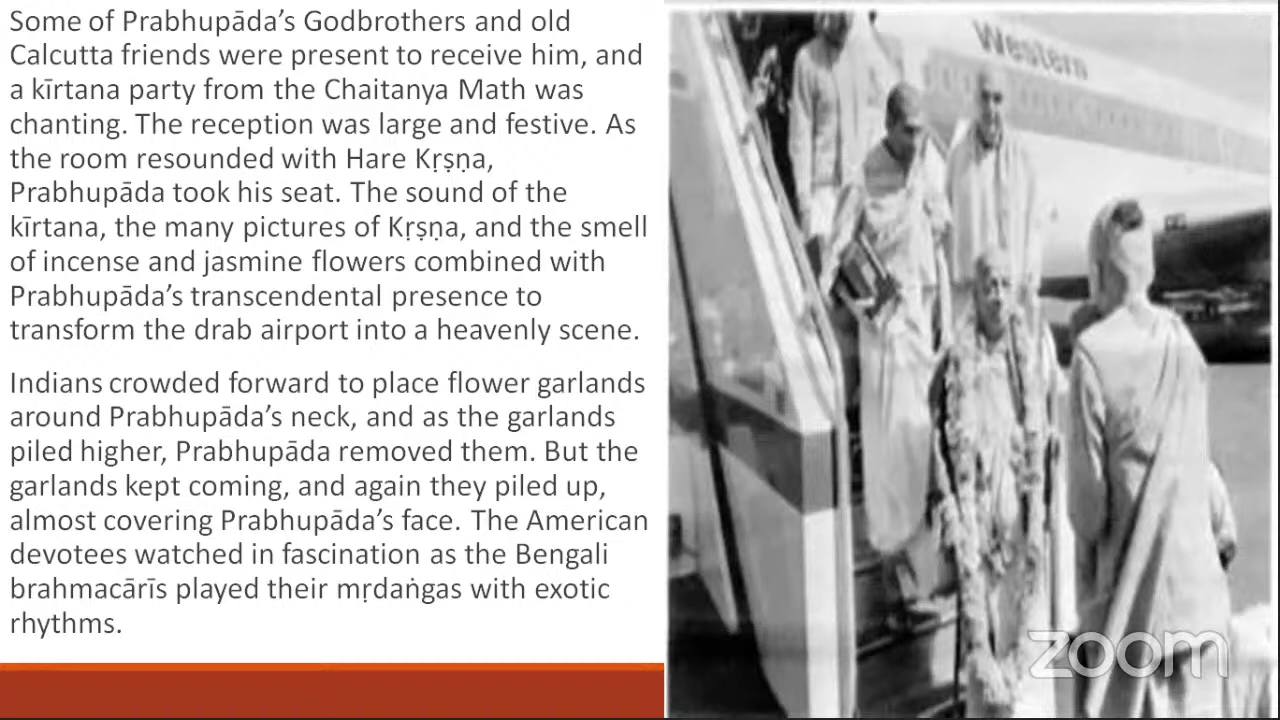 Some of Prabhupāda’s Godbrothers and old
Calcutta friends were present to receive him, and
a kīrtana party from the Chaitanya Math was
chanting. The reception was large and festive. As
the room resounded with Hare Kṛṣṇa,
Prabhupāda took his seat. The sound of the
kīrtana, the many pictures of Kṛṣṇa, and the smell
of incense and jasmine flowers combined with
Prabhupāda’s transcendental presence to
transform the drab airport into a heavenly scene.
Indians crowded forward to place flower garlands
around Prabhupāda’s neck, and as the garlands
piled higher, Prabhupāda removed them. But the
garlands kept coming, and again they piled up,
almost covering Prabhupāda’s face. The American
devotees watched in fascination as the Bengali
brahmacārīs played their mṛdaṅgas with exotic
rhythms.
Western
zoom